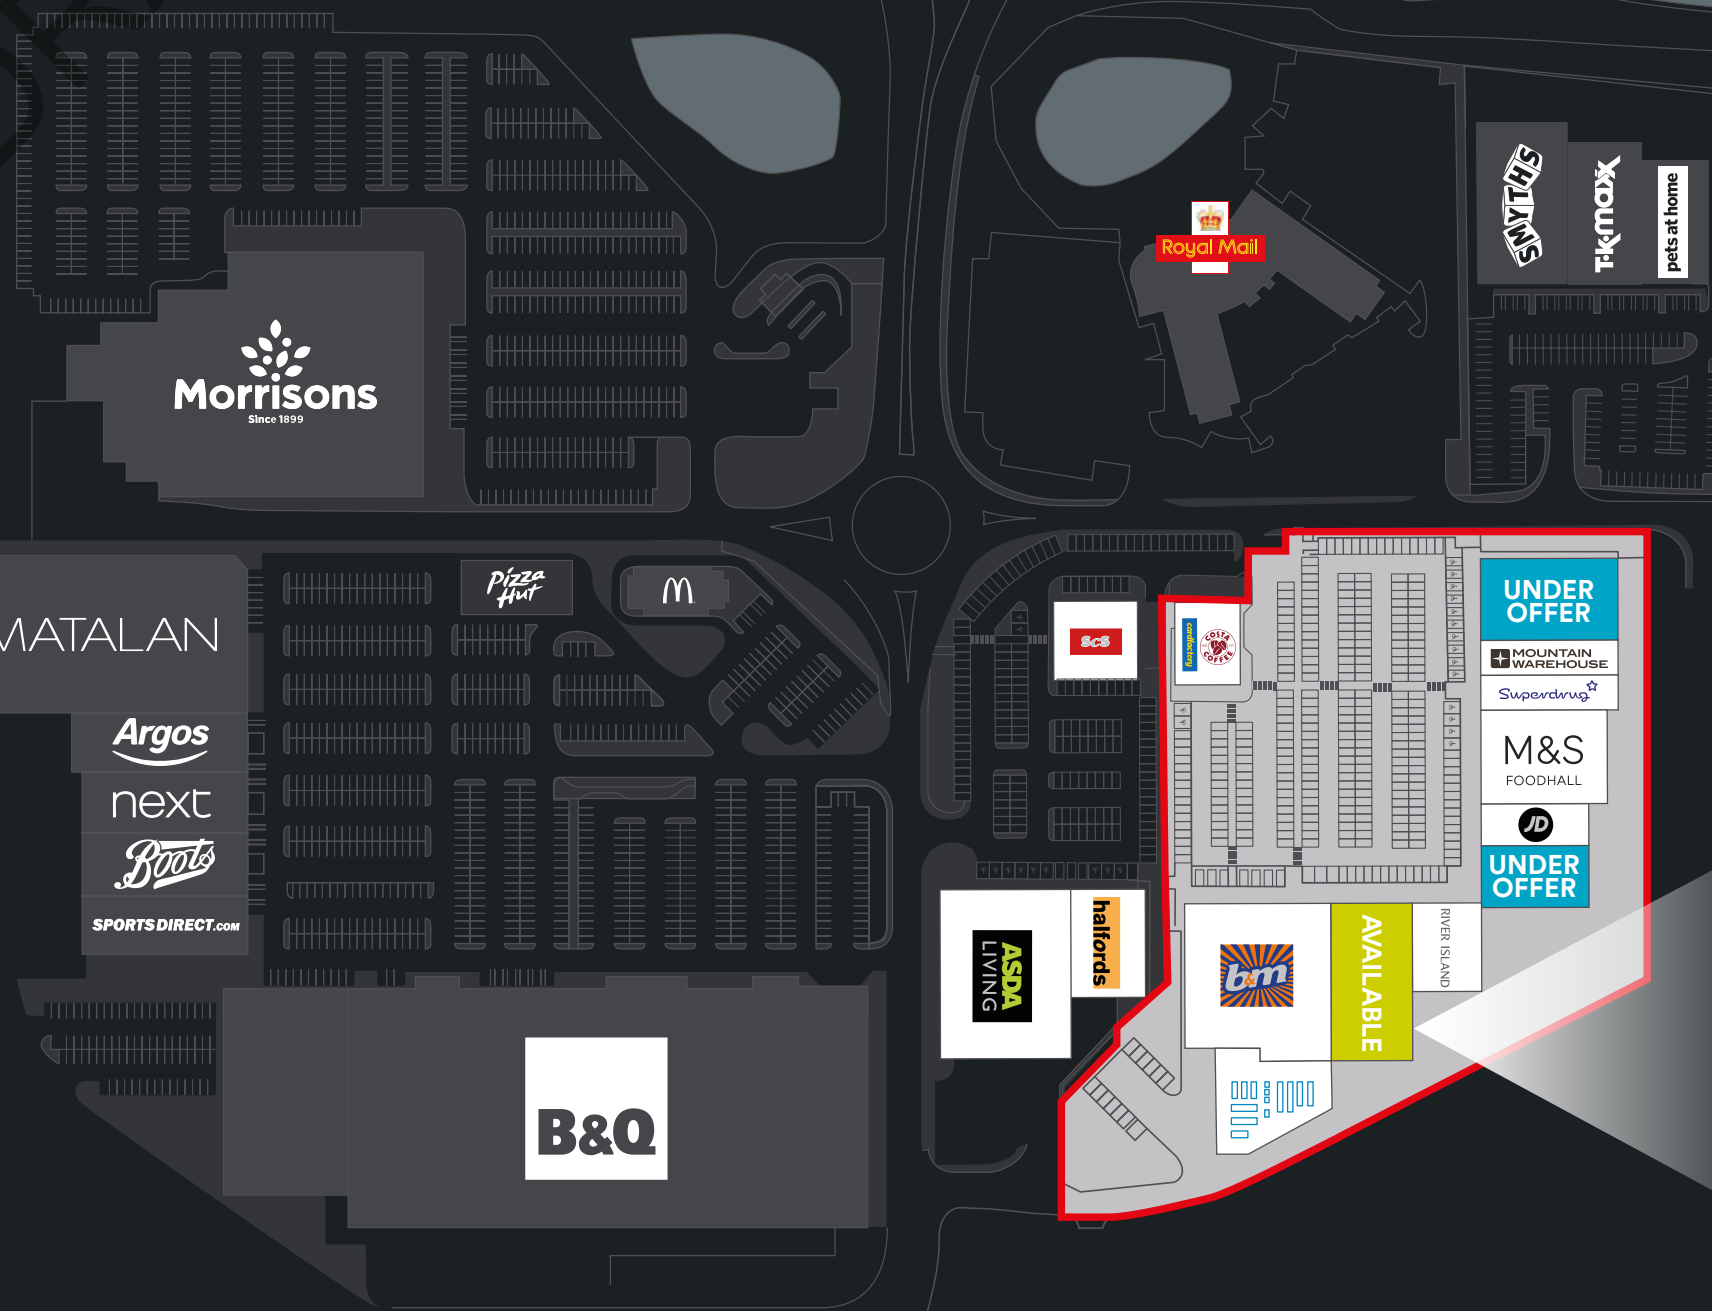 SMYTHS
T·K·maxx
pets at home
Royal Mail
Morrisons
Since 1899
Pizza
Hut
MATALAN
UNDER
OFFER
SCS
cardfactory
COSTA
COFFEE
MOUNTAIN
WAREHOUSE
Superdrug
Argos
M&S
FOODHALL
next
JD
Boots
UNDER
OFFER
SPORTSDIRECT.COM
halfords
ASDA
LIVING
b&m
AVAILABLE
RIVER ISLAND
B&Q